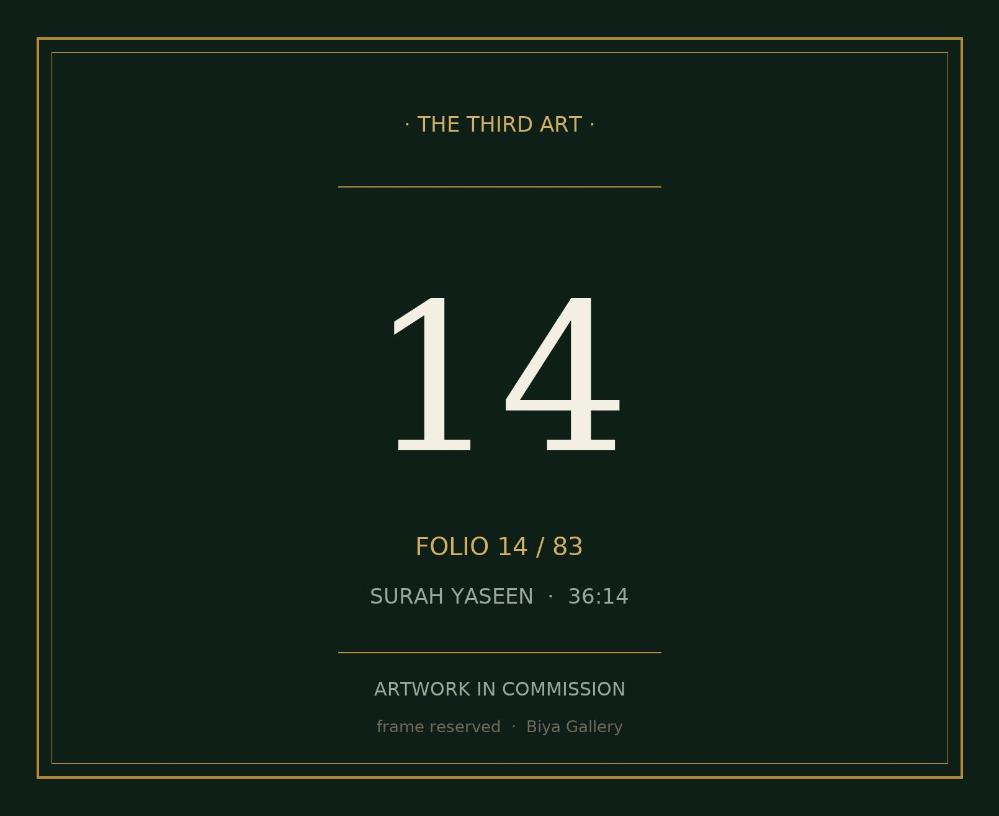 · THE THIRD ART ·
14
FOLIO 14 / 83
SURAH YASEEN · 36:14
ARTWORK IN COMMISSION
frame reserved · Biya Gallery